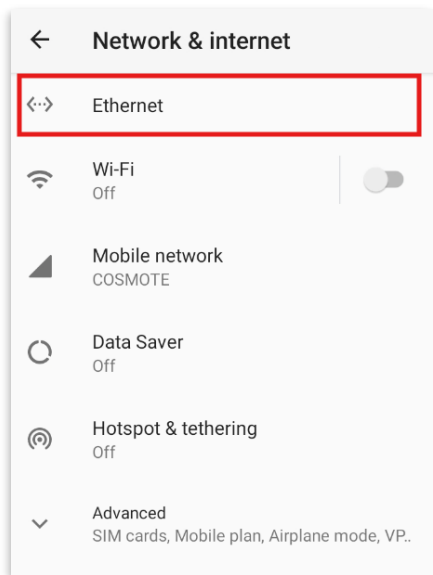 Network & internet
Ethernet
Wi-Fi
Off
Mobile network
COSMOTE
Data Saver
Off
Hotspot & tethering
Off
Advanced
SIM cards, Mobile plan, Airplane mode, VP..